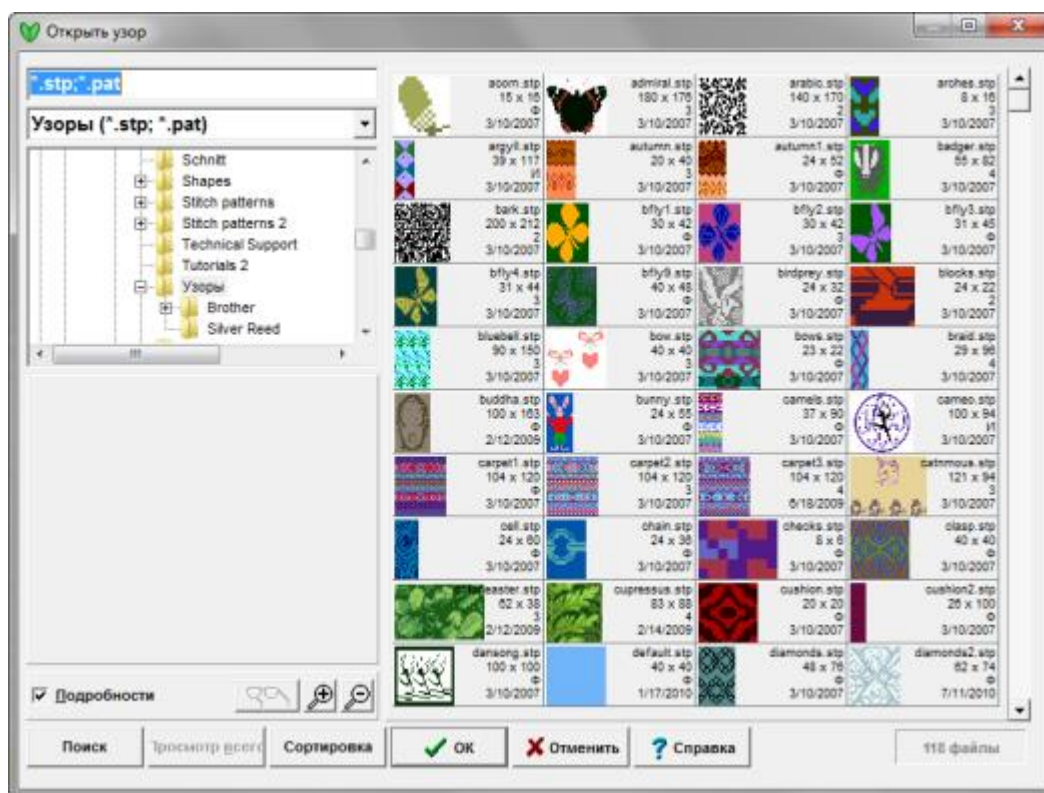 Открыть узор
*.stp;*.pat
Узоры (*.stp; *.pat)
Schnitt
Shapes
Stitch patterns
Stitch patterns 2
Technical Support
Tutorials 2
Узоры
Brother
Silver Reed
Подробности
acorn.stp
15 x 16
Ф
3/10/2007
admiral.stp
180 x 176
3
3/10/2007
arabic.stp
140 x 170
2
3/10/2007
arches.stp
8 x 16
3
3/10/2007
argyll.stp
39 x 117
И
3/10/2007
autumn.stp
20 x 40
3
3/10/2007
autumn1.stp
24 x 52
Ф
3/10/2007
badger.stp
55 x 82
4
3/10/2007
bark.stp
200 x 212
2
3/10/2007
bfly1.stp
30 x 42
Ф
3/10/2007
bfly2.stp
30 x 42
3
3/10/2007
bfly3.stp
31 x 45
Ф
3/10/2007
bfly4.stp
31 x 44
3
3/10/2007
bfly9.stp
40 x 48
Ф
3/10/2007
birdprey.stp
24 x 32
Ф
3/10/2007
blocks.stp
24 x 22
2
3/10/2007
bluebell.stp
90 x 150
3
3/10/2007
bow.stp
40 x 40
3
3/10/2007
bows.stp
23 x 22
Ф
3/10/2007
braid.stp
29 x 96
4
3/10/2007
buddha.stp
100 x 163
Ф
2/12/2009
bunny.stp
24 x 55
Ф
3/10/2007
camels.stp
37 x 90
Ф
3/10/2007
cameo.stp
100 x 94
И
3/10/2007
carpet1.stp
104 x 120
Ф
3/10/2007
carpet2.stp
104 x 120
3
3/10/2007
carpet3.stp
104 x 120
4
6/18/2009
catnmous.stp
121 x 94
3
3/10/2007
cell.stp
24 x 60
Ф
3/10/2007
chain.stp
24 x 36
Ф
3/10/2007
checks.stp
8 x 6
Ф
3/10/2007
clasp.stp
40 x 40
Ф
3/10/2007
62 x 38
3
2/12/2009
cupressus.stp
83 x 88
4
2/14/2009
cushion.stp
20 x 20
Ф
3/10/2007
cushion2.stp
26 x 100
Ф
3/10/2007
dansong.stp
100 x 100
Ф
3/10/2007
default.stp
40 x 40
Ф
1/17/2010
diamonds.stp
48 x 76
Ф
3/10/2007
diamonds2.stp
62 x 74
Ф
7/11/2010
Поиск
Просмотр всего
Сортировка
OK
Отменить
Справка
118 файлы